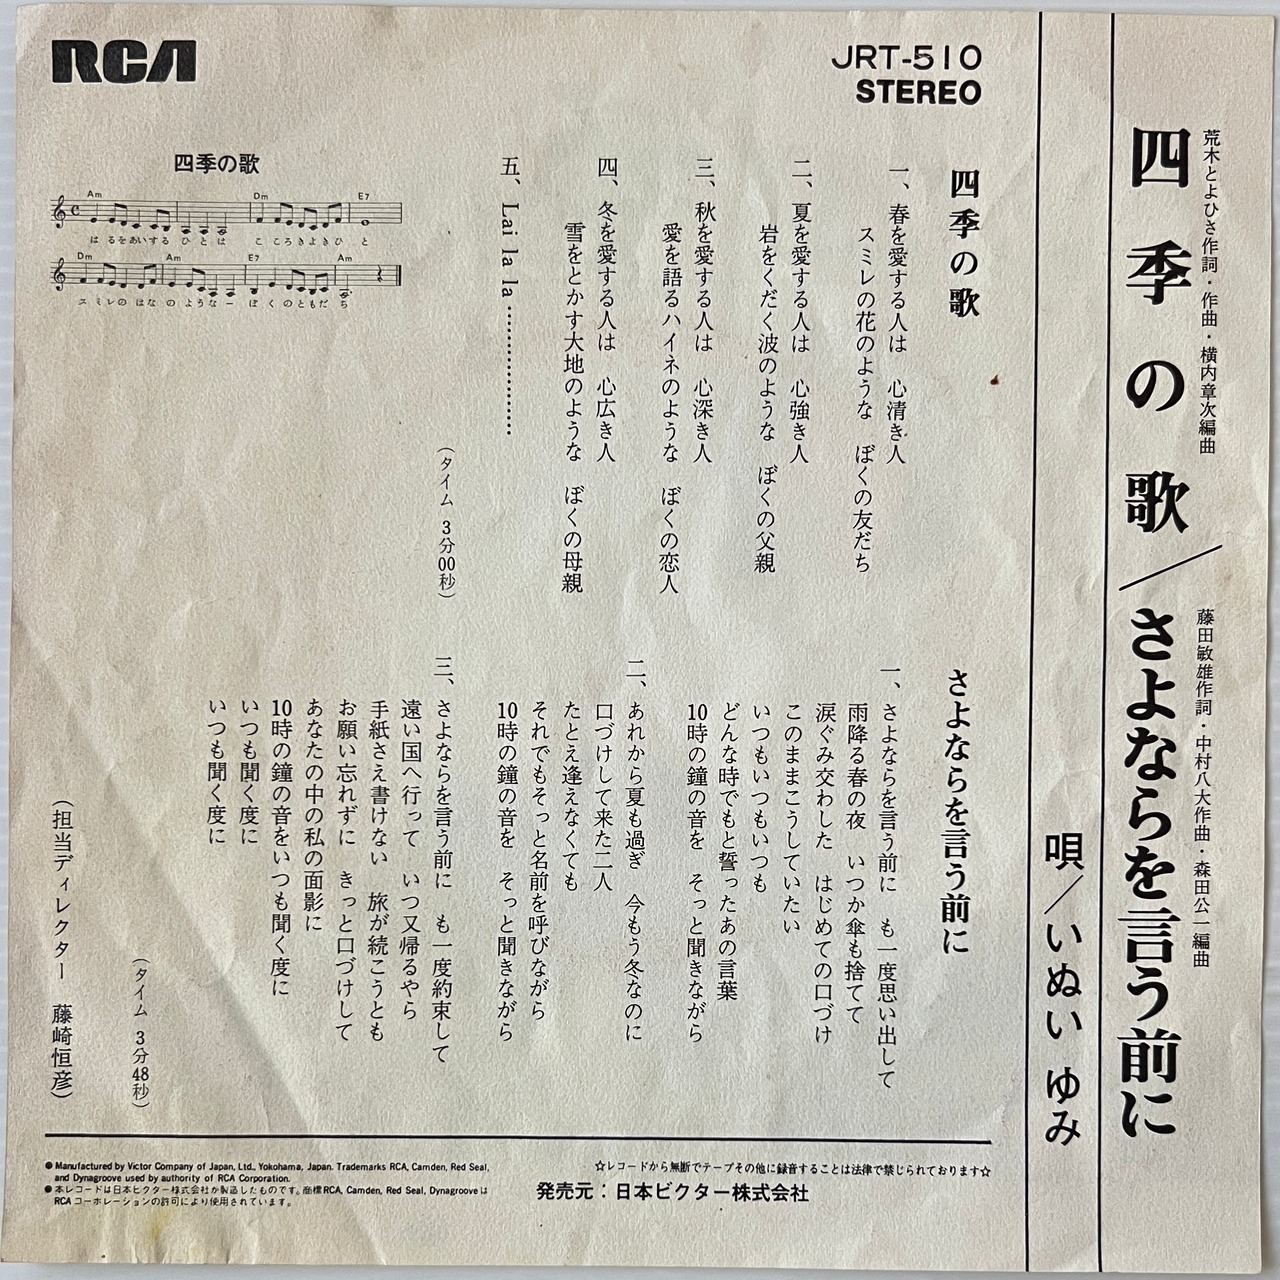 RCA
JRT-510
STEREO
荒木とよひさ作詞・作曲・横内章次編曲
四季の歌／さよならを言う前に
藤田敏雄作詞・中村八大作曲・森田公一編曲
唄／いぬい ゆみ
四季の歌
一、春を愛する人は 心清き人
スミレの花のような ぼくの友だち
二、夏を愛する人は 心強き人
岩をくだく波のような ぼくの父親
三、秋を愛する人は 心深き人
愛を語るハイネのような ぼくの恋人
四、冬を愛する人は 心広き人
雪をとかす大地のような ぼくの母親
五、Lai la la la ………………
(タイム 3分00秒)
四季の歌
Am Dm E7
C
はるをあいする ひとは こころきよきひ と
Dm Am E7 Am
スミレの はな の ような ー ぼくのともだ ち
さよならを言う前に
一、さよならを言う前に も一度思い出して
雨降る春の夜 いつか傘も捨てて
涙ぐみ交わした はじめての口づけ
このままこうしていたい
いつもいつもいつも
どんな時でもと誓ったあの言葉
10時の鐘の音を そっと聞きながら
二、あれから夏も過ぎ 今もう冬なのに
口づけして来た二人
たとえ逢えなくても
それでもそっと名前を呼びながら
10時の鐘の音を そっと聞きながら
三、さよならを言う前に も一度約束して
遠い国へ行って いつ又帰るやら
手紙さえ書けない 旅が続こうとも
お願い忘れずに きっと口づけして
あなたの中の私の面影に
10時の鐘の音をいつも聞く度に
いつも聞く度に
いつも聞く度に
(タイム 3分48秒)
(担当ディレクター 藤崎恒彦)
● Manufactured by Victor Company of Japan, Ltd., Yokohama, Japan. Trademarks RCA, Camden, Red Seal,
and Dynagroove used by authority of RCA Corporation.
● 本レコードは日本ビクター株式会社が製造したものです。商標RCA, Camden, Red Seal, Dynagroove は
RCA コーポレーションの許可により使用されています。
☆レコードから無断でテープその他に録音することは法律で禁じられております☆
発売元：日本ビクター株式会社